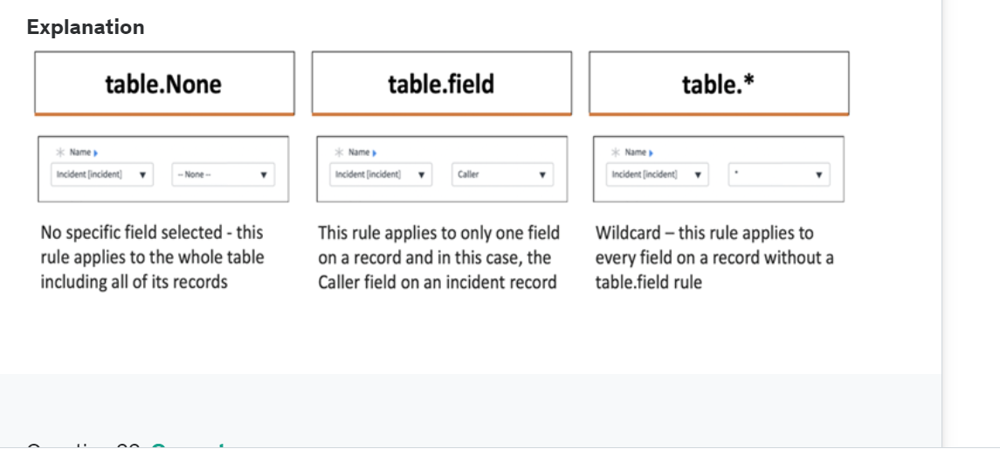 Explanation
table.None
table.field
table.*
Name
Incident [incident]
-- None --
Name
Incident [incident]
Caller
Name
Incident [incident]
*
No specific field selected - this
rule applies to the whole table
including all of its records
This rule applies to only one field
on a record and in this case, the
Caller field on an incident record
Wildcard – this rule applies to
every field on a record without a
table.field rule